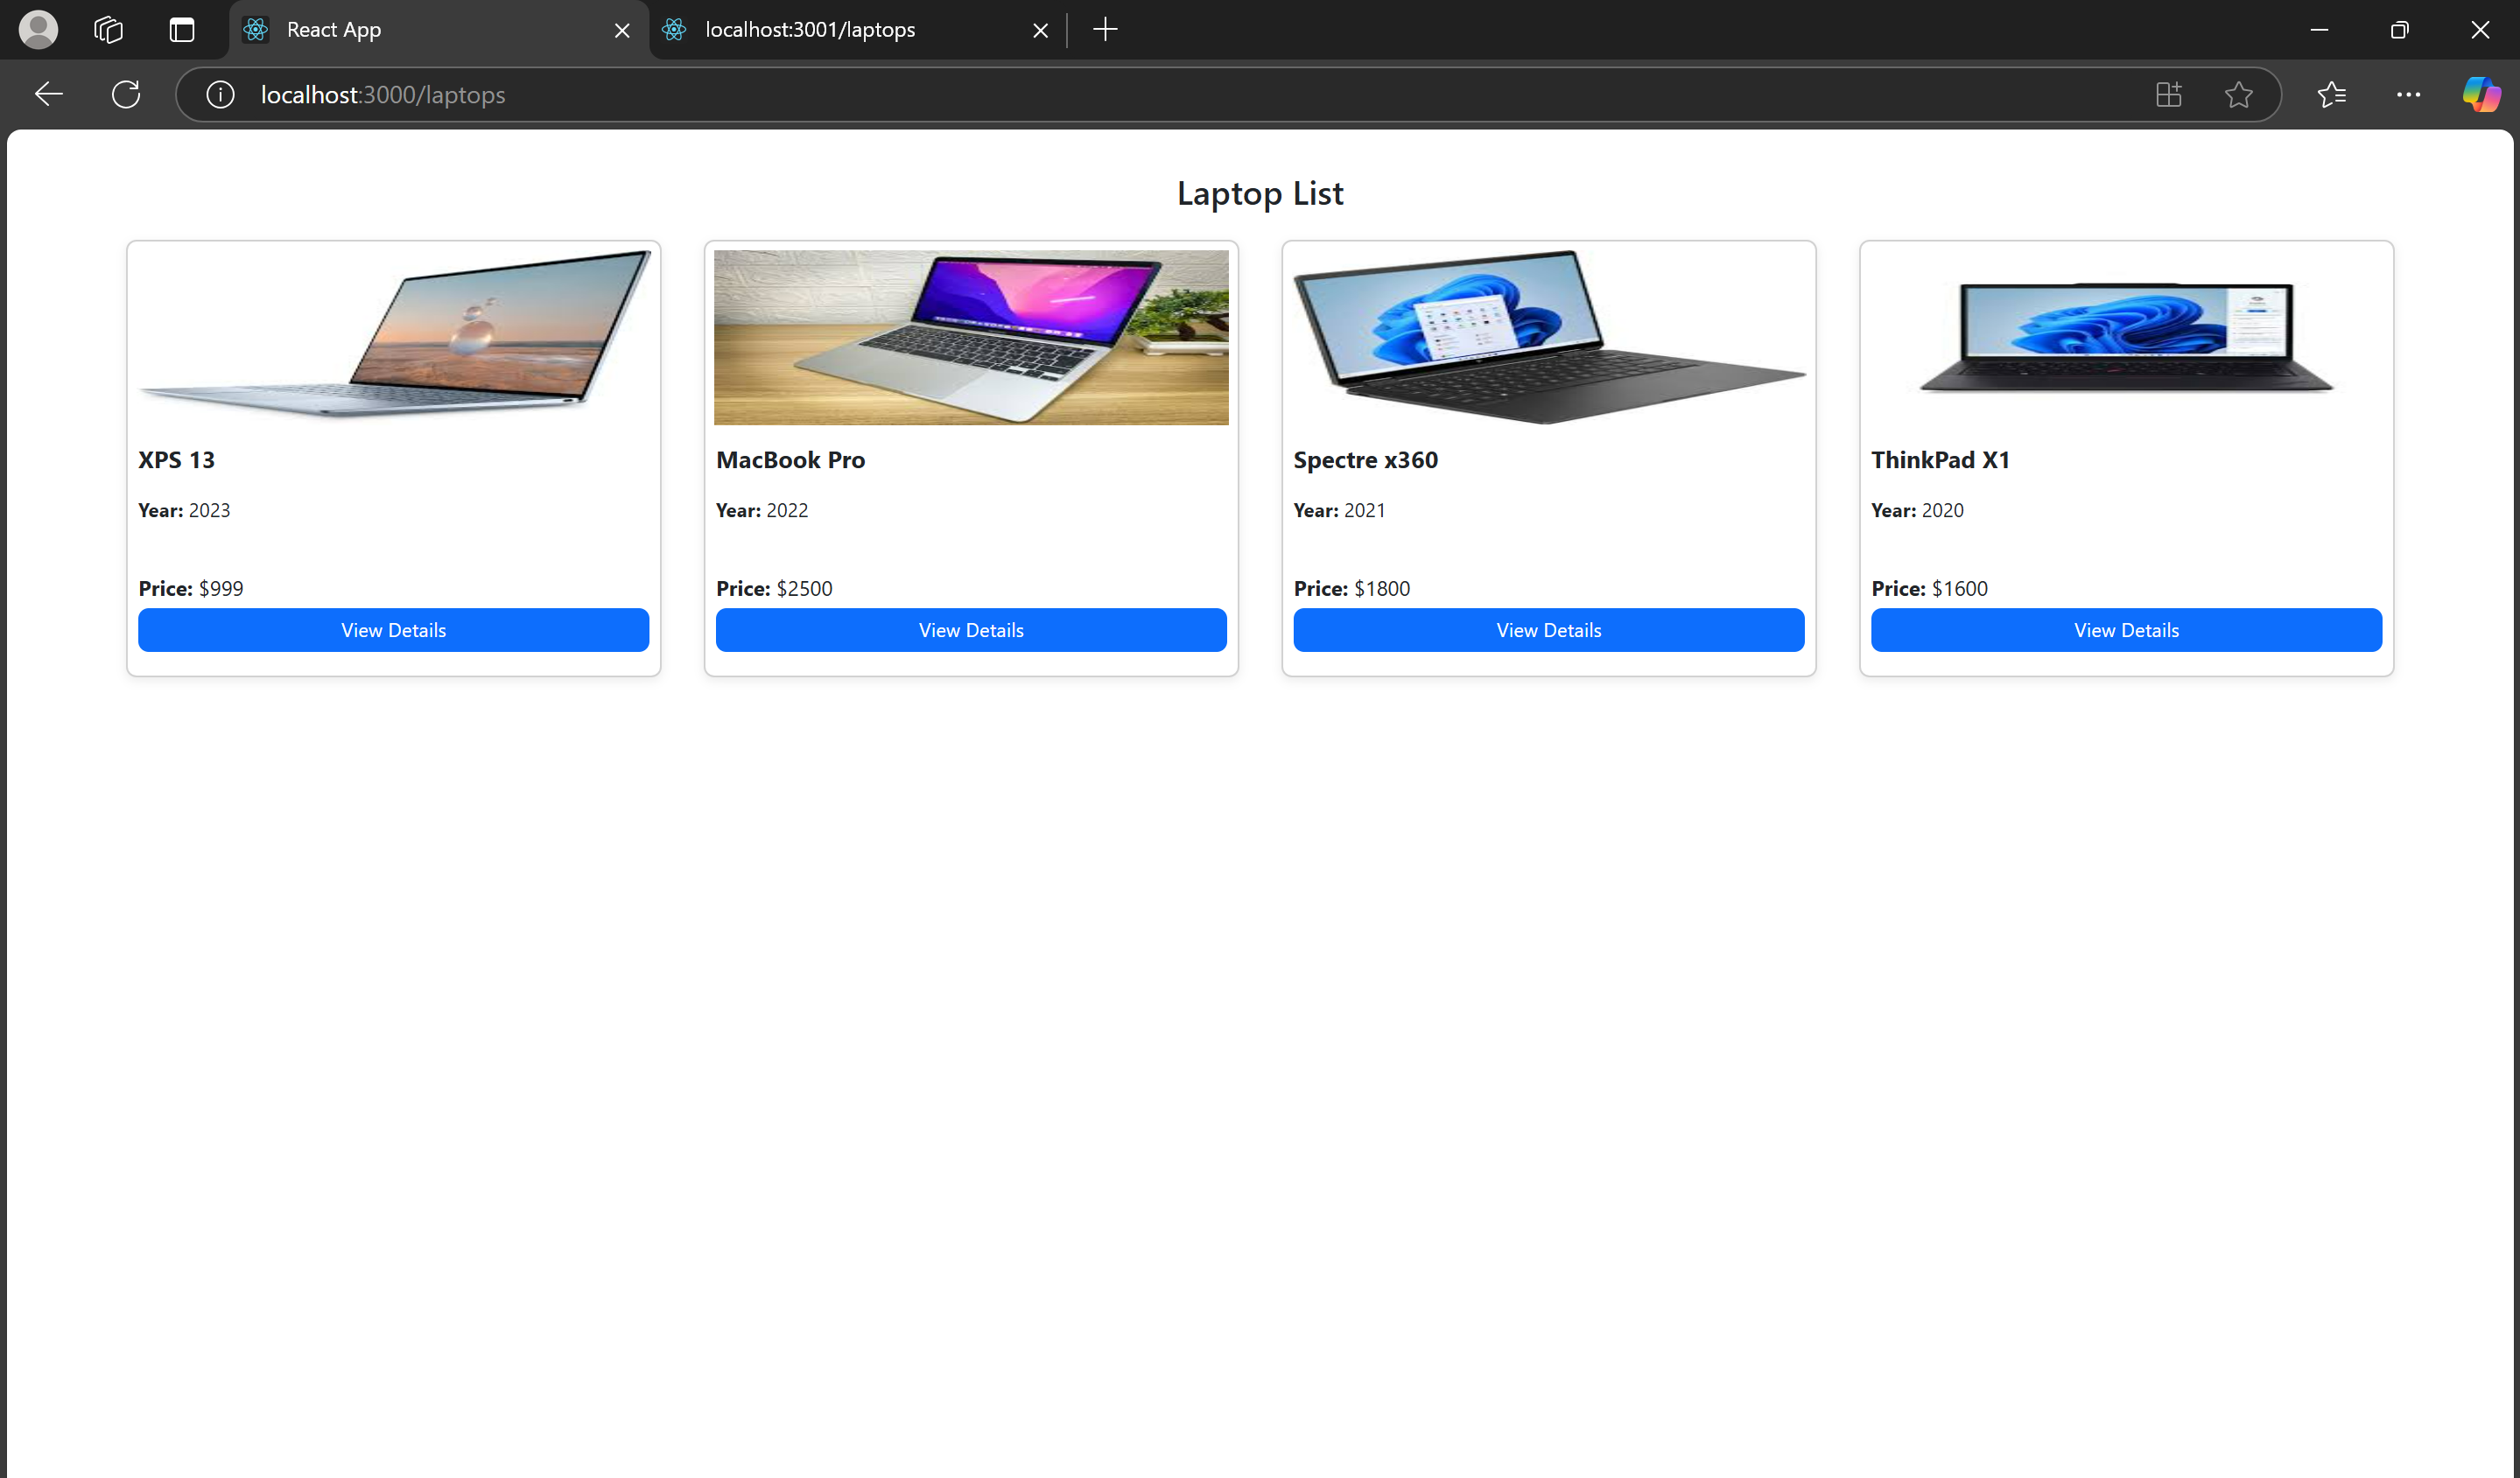 React App
localhost:3001/laptops
localhost:3000/laptops
Laptop List
XPS 13
Year: 2023
Price: $999
View Details
MacBook Pro
Year: 2022
Price: $2500
View Details
Spectre x360
Year: 2021
Price: $1800
View Details
ThinkPad X1
Year: 2020
Price: $1600
View Details